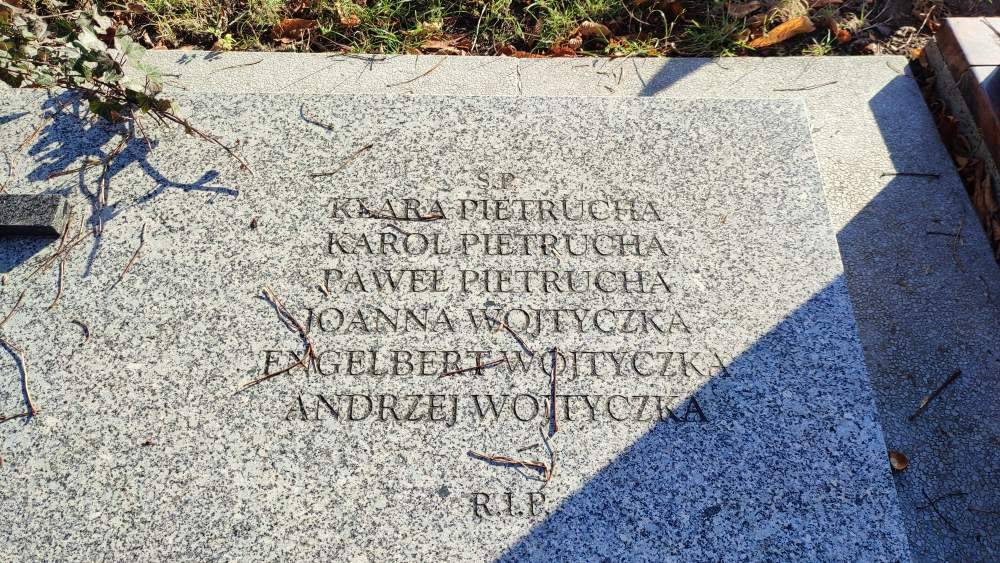 Ś.P.
KLARA PIETRUCHA
KAROL PIETRUCHA
PAWEŁ PIETRUCHA
JOANNA WOJTYCZKA
ENGELBERT WOJTYCZKA
ANDRZEJ WOJTYCZKA
R.I.P.